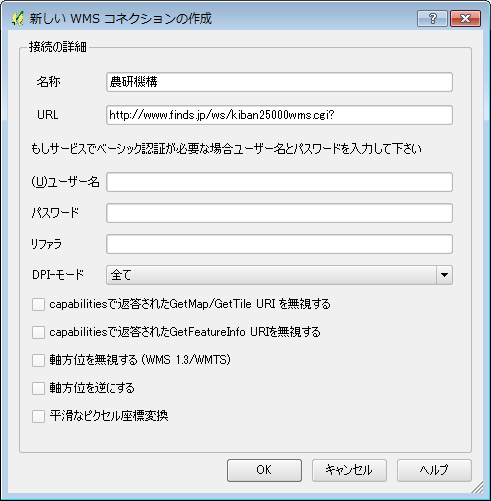 新しい WMS コネクションの作成
接続の詳細
名称 農研機構
URL http://www.finds.jp/ws/kiban25000wms.cgi?
もしサービスでベーシック認証が必要な場合ユーザー名とパスワードを入力して下さい
(U)ユーザー名
パスワード
リファラ
DPI-モード 全て
capabilitiesで返答されたGetMap/GetTile URI を無視する
capabilitiesで返答されたGetFeatureInfo URIを無視する
軸方位を無視する (WMS 1.3/WMTS)
軸方位を逆にする
平滑なピクセル座標変換
OK キャンセル ヘルプ